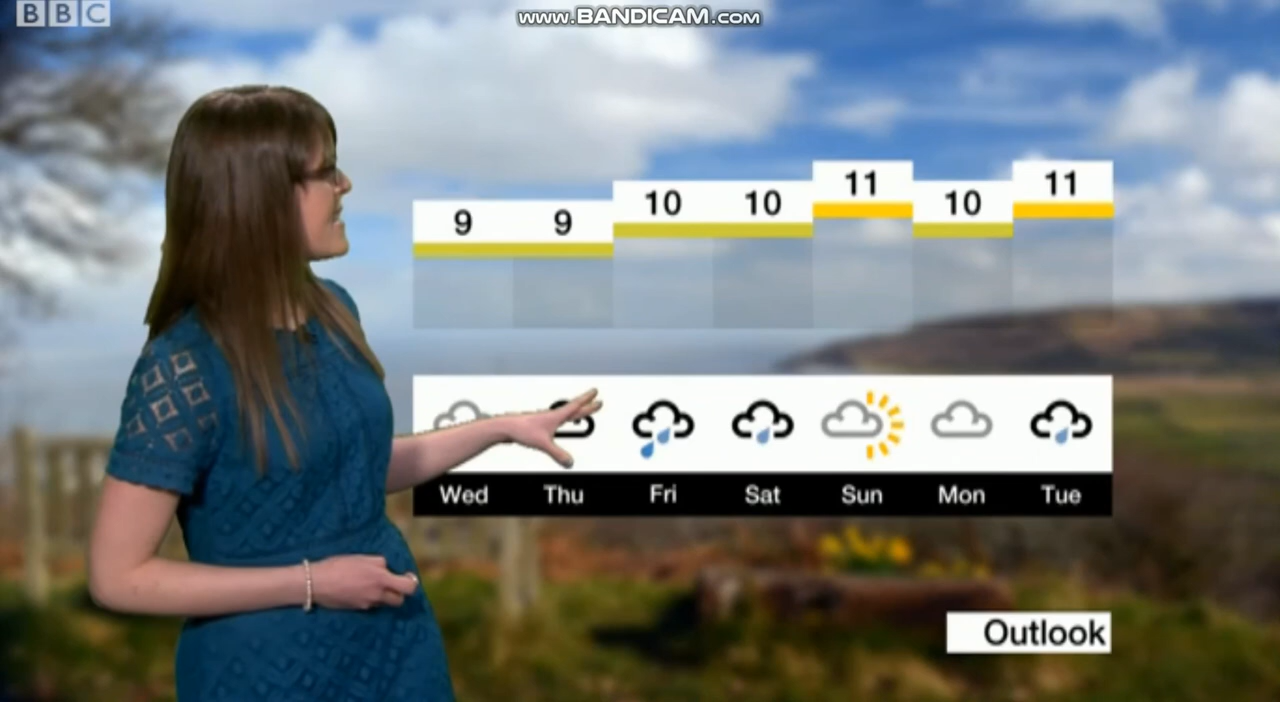 BBC
www.BANDICAM.com
9 9 10 10 11 10 11
Wed Thu Fri Sat Sun Mon Tue
Outlook